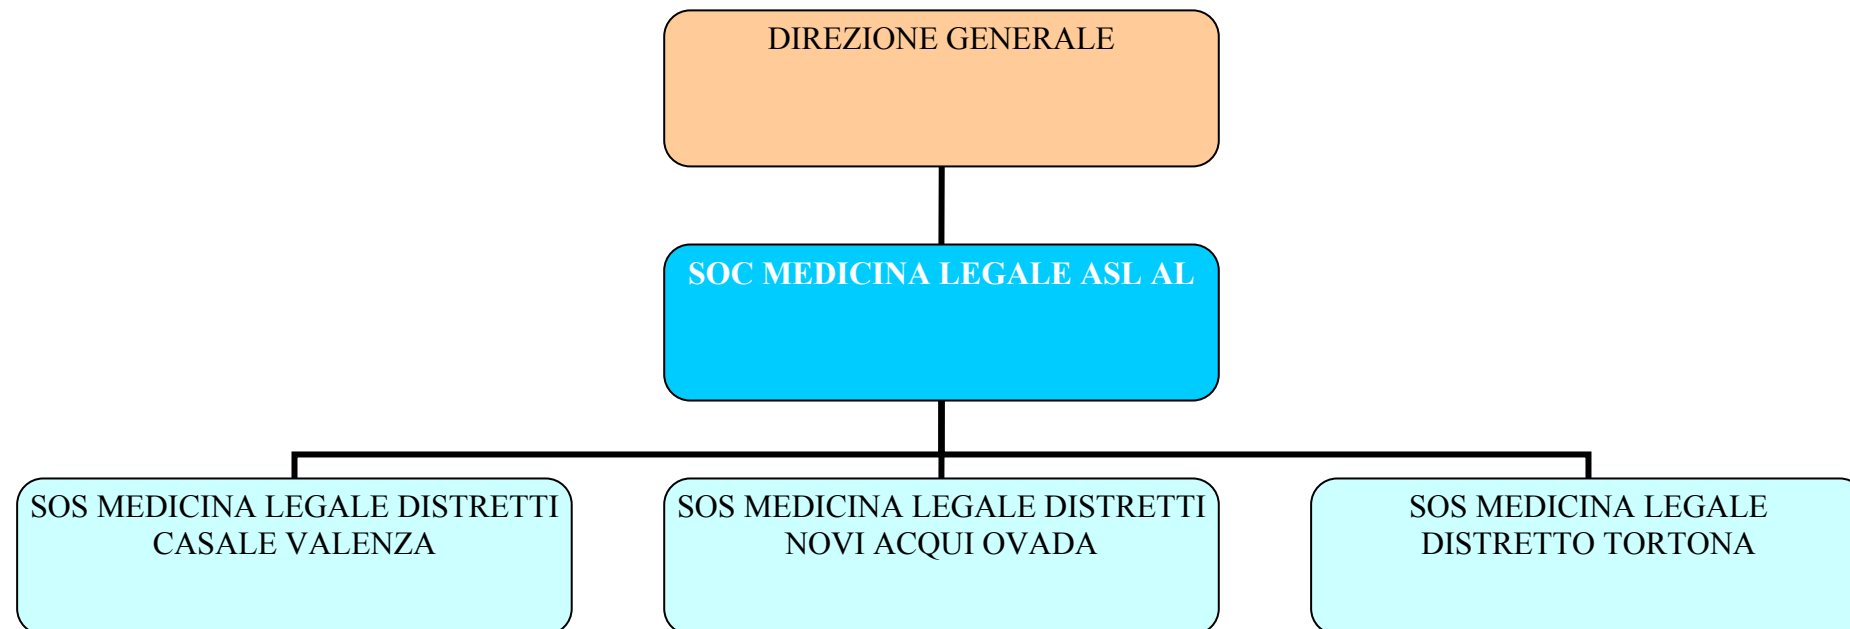 DIREZIONE GENERALE
SOC MEDICINA LEGALE ASL AL
SOS MEDICINA LEGALE DISTRETTI
CASALE VALENZA
SOS MEDICINA LEGALE DISTRETTI
NOVI ACQUI OVADA
SOS MEDICINA LEGALE
DISTRETTO TORTONA